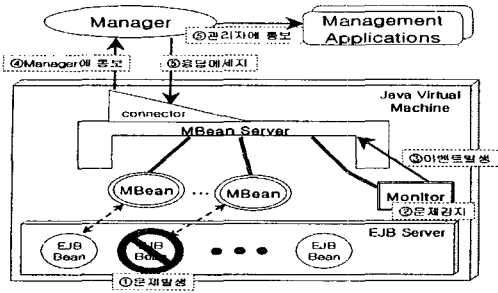 Manager
⑤관리자에 통보
Management
Applications
④Manager에 통보
⑥응답메세지
Java Virtual
Machine
connector
MBean Server
③이벤트발생
MBean
...
MBean
Monitor
②문제감지
EJB Server
EJB
Bean
EJB
Bean
EJB
Bean
①문제발생